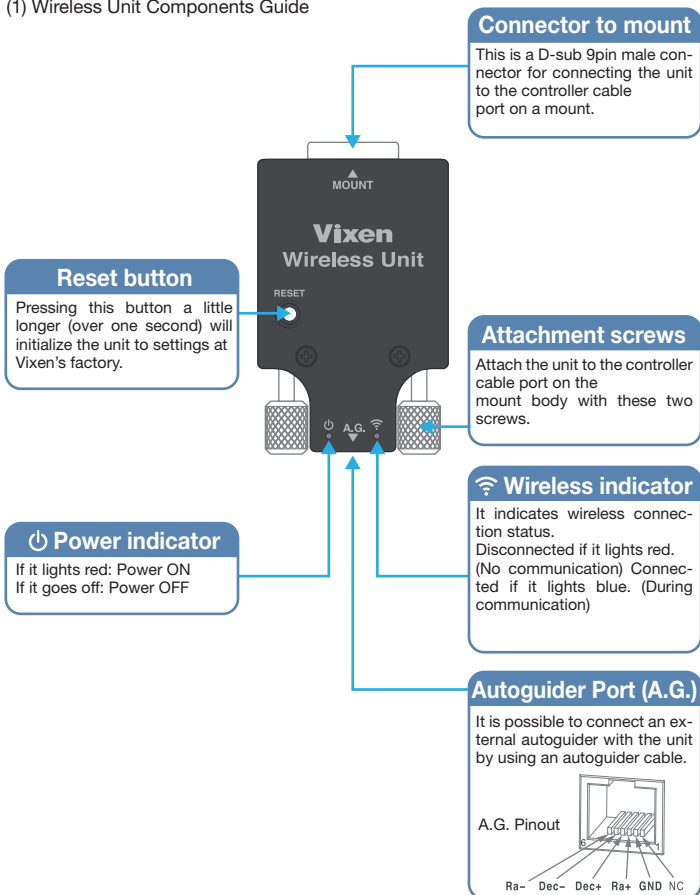 (1) Wireless Unit Components Guide
Connector to mount
This is a D-sub 9pin male con-
nector for connecting the unit
to the controller cable
port on a mount.
MOUNT
Vixen
Wireless Unit
RESET
Reset button
Pressing this button a little
longer (over one second) will
initialize the unit to settings at
Vixen's factory.
Attachment screws
Attach the unit to the controller
cable port on the
mount body with these two
screws.
A.G.
Wireless indicator
It indicates wireless connec-
tion status.
Disconnected if it lights red.
(No communication) Connec-
ted if it lights blue. (During
communication)
Power indicator
If it lights red: Power ON
If it goes off: Power OFF
Autoguider Port (A.G.)
It is possible to connect an ex-
ternal autoguider with the unit
by using an autoguider cable.
A.G. Pinout
6 1
Ra− Dec− Dec+ Ra+ GND NC